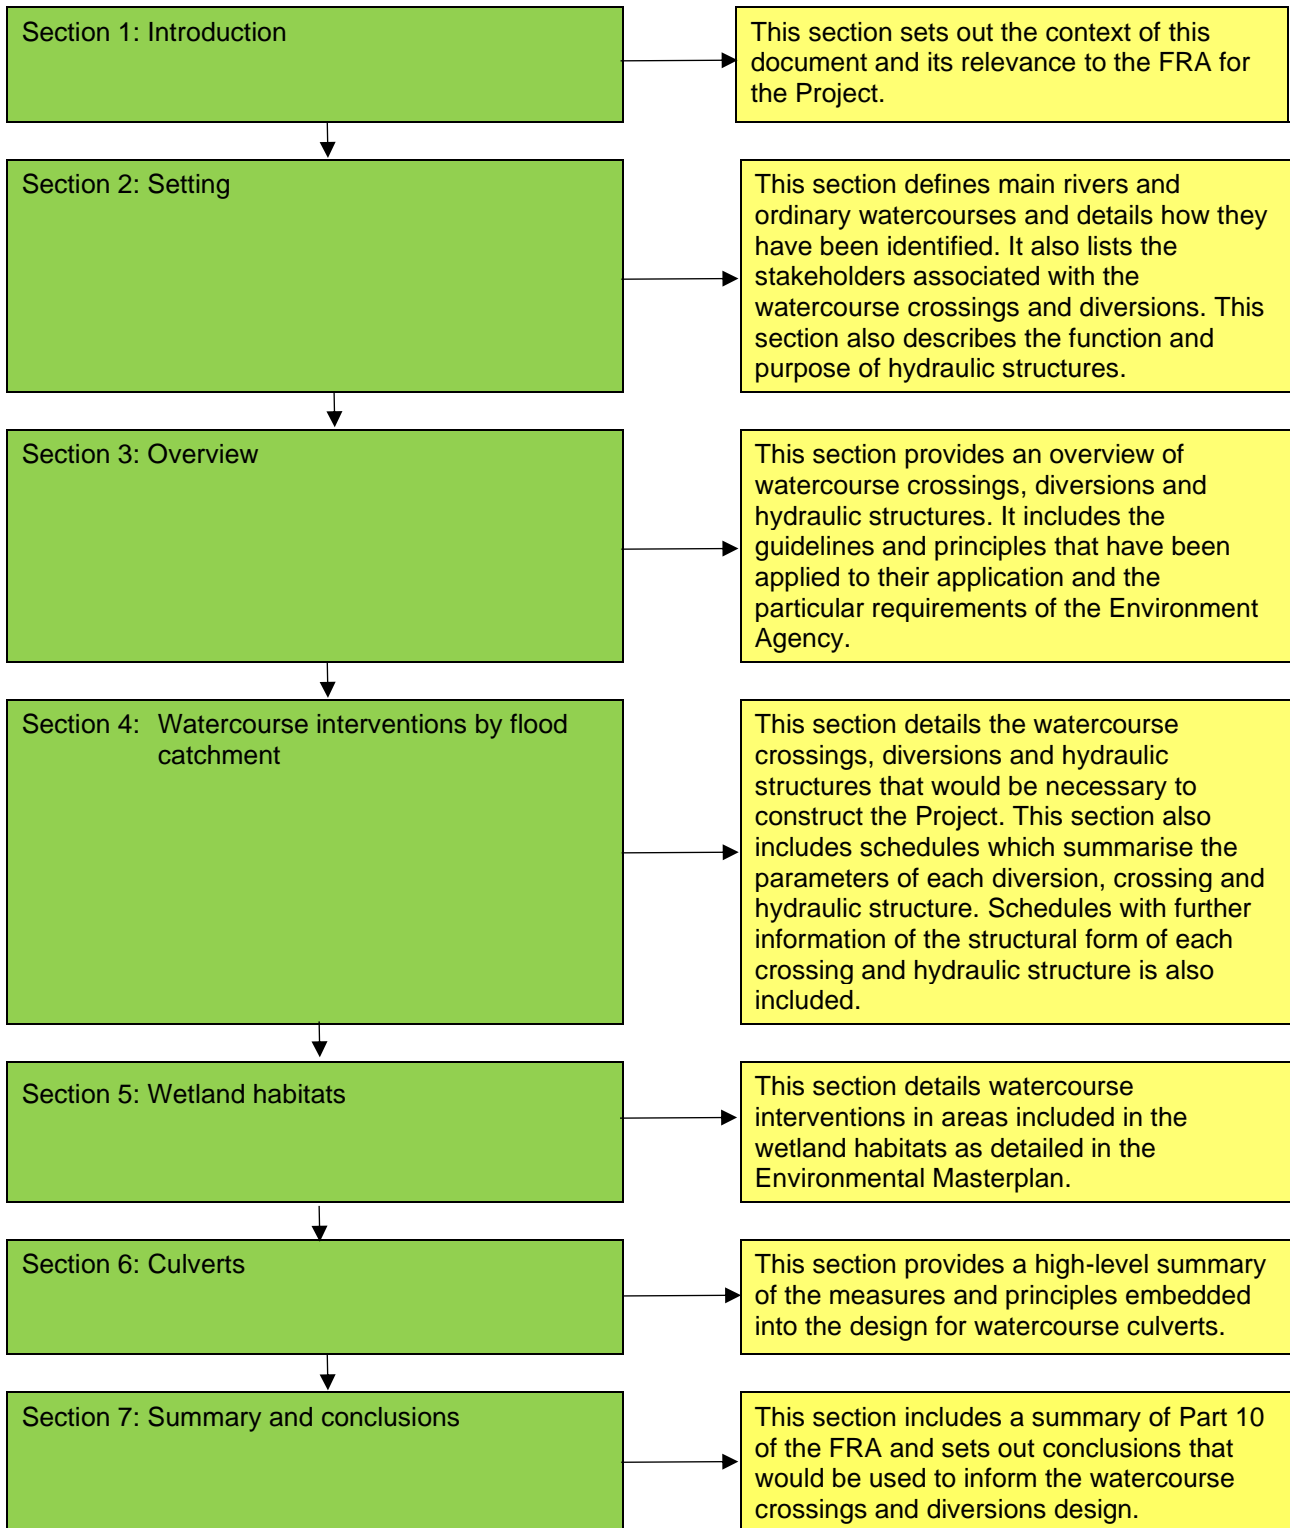 Section 1: Introduction
This section sets out the context of this
document and its relevance to the FRA for
the Project.
Section 2: Setting
This section defines main rivers and
ordinary watercourses and details how they
have been identified. It also lists the
stakeholders associated with the
watercourse crossings and diversions. This
section also describes the function and
purpose of hydraulic structures.
Section 3: Overview
This section provides an overview of
watercourse crossings, diversions and
hydraulic structures. It includes the
guidelines and principles that have been
applied to their application and the
particular requirements of the Environment
Agency.
Section 4: Watercourse interventions by flood
catchment
This section details the watercourse
crossings, diversions and hydraulic
structures that would be necessary to
construct the Project. This section also
includes schedules which summarise the
parameters of each diversion, crossing and
hydraulic structure. Schedules with further
information of the structural form of each
crossing and hydraulic structure is also
included.
Section 5: Wetland habitats
This section details watercourse
interventions in areas included in the
wetland habitats as detailed in the
Environmental Masterplan.
Section 6: Culverts
This section provides a high-level summary
of the measures and principles embedded
into the design for watercourse culverts.
Section 7: Summary and conclusions
This section includes a summary of Part 10
of the FRA and sets out conclusions that
would be used to inform the watercourse
crossings and diversions design.